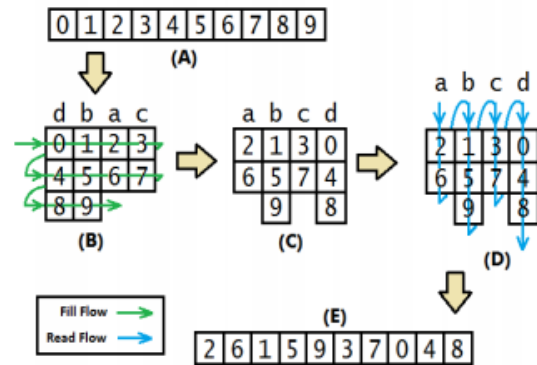 0 1 2 3 4 5 6 7 8 9
(A)
d b a c
0 1 2 3
4 5 6 7
8 9
(B)
a b c d
2 1 3 0
6 5 7 4
9 8
(C)
a b c d
2 1 3 0
6 5 7 4
9 8
(D)
Fill Flow
Read Flow
(E)
2 6 1 5 9 3 7 0 4 8